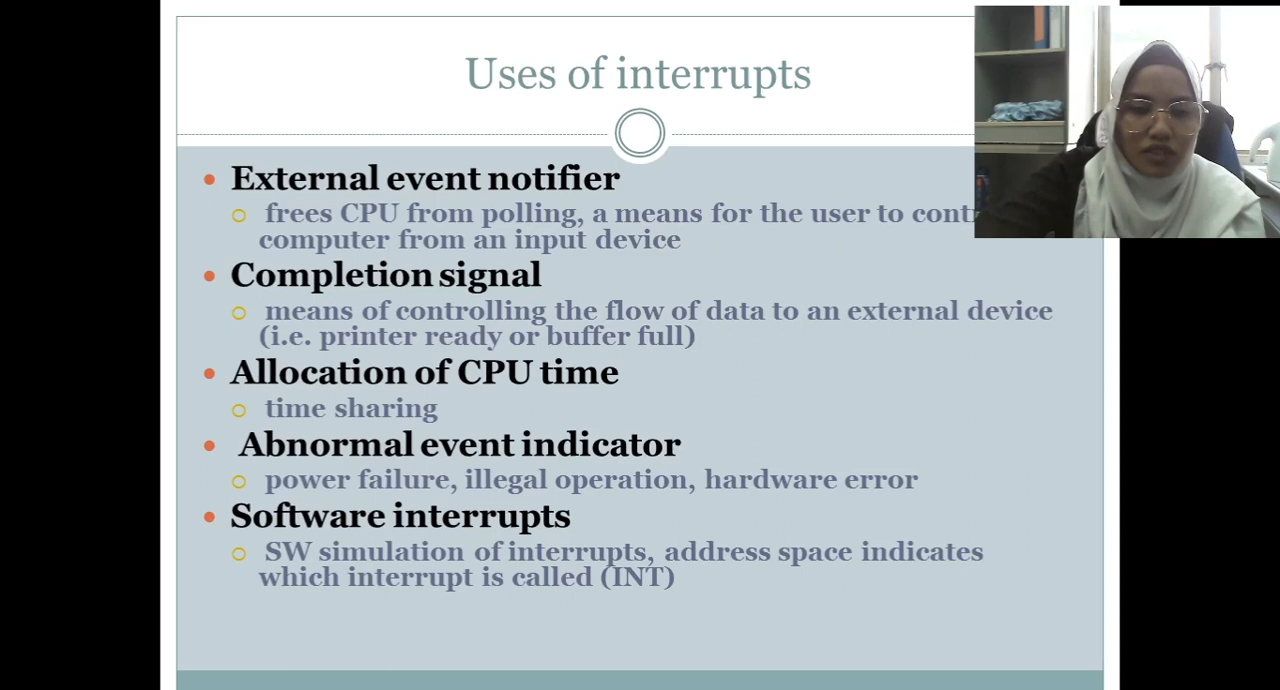 Uses of interrupts
• External event notifier
○ frees CPU from polling, a means for the user to
computer from an input device
• Completion signal
○ means of controlling the flow of data to an external device
(i.e. printer ready or buffer full)
• Allocation of CPU time
○ time sharing
• Abnormal event indicator
○ power failure, illegal operation, hardware error
• Software interrupts
○ SW simulation of interrupts, address space indicates
which interrupt is called (INT)